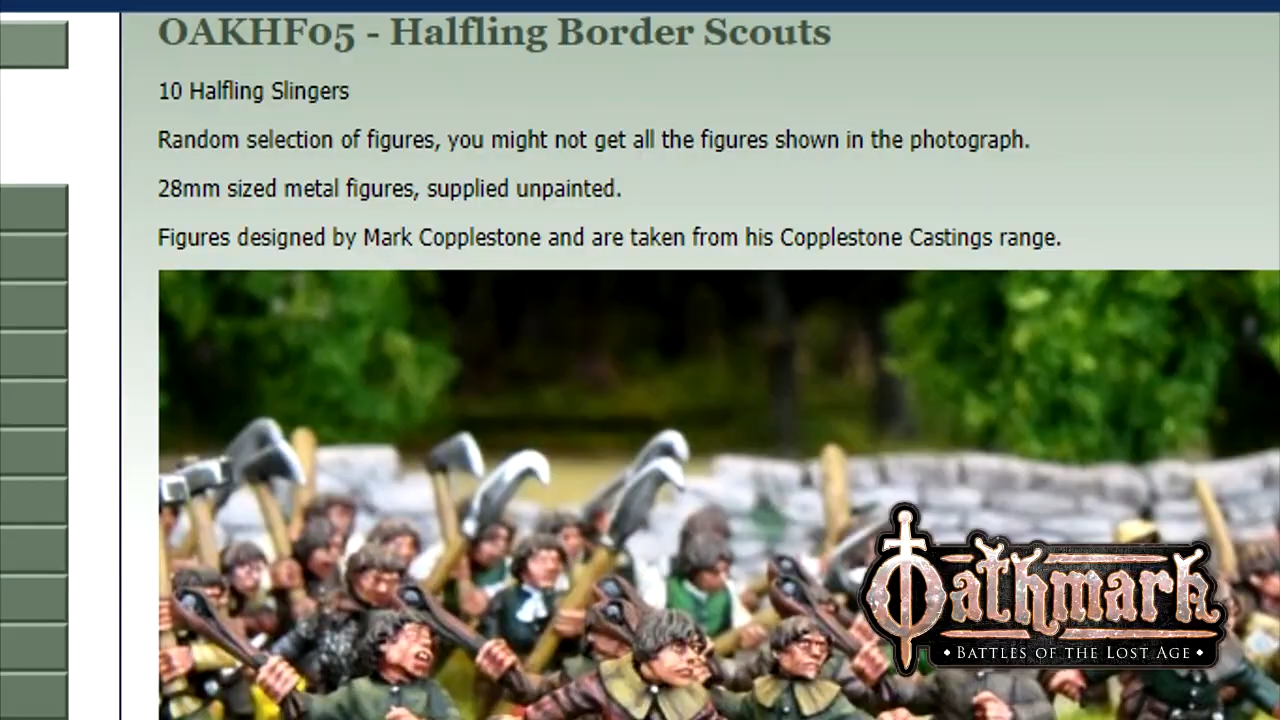 OAKHF05 - Halfling Border Scouts
10 Halfling Slingers
Random selection of figures, you might not get all the figures shown in the photograph.
28mm sized metal figures, supplied unpainted.
Figures designed by Mark Copplestone and are taken from his Copplestone Castings range.
Oathmark
• BATTLES OF THE LOST AGE •